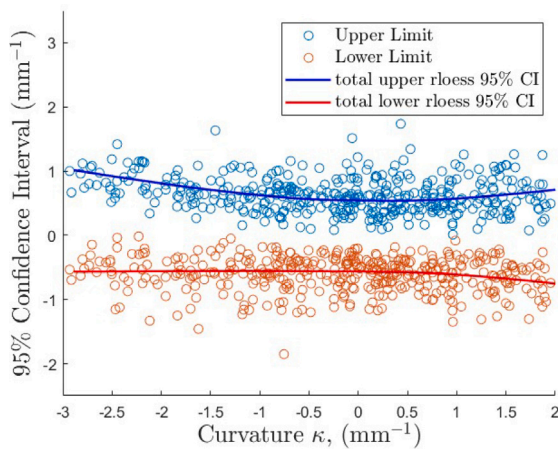 3
2
1
0
-1
-2
95% Confidence Interval (mm⁻¹)
Upper Limit
Lower Limit
total upper rloess 95% CI
total lower rloess 95% CI
-3 -2.5 -2 -1.5 -1 -0.5 0 0.5 1 1.5 2
Curvature κ, (mm⁻¹)